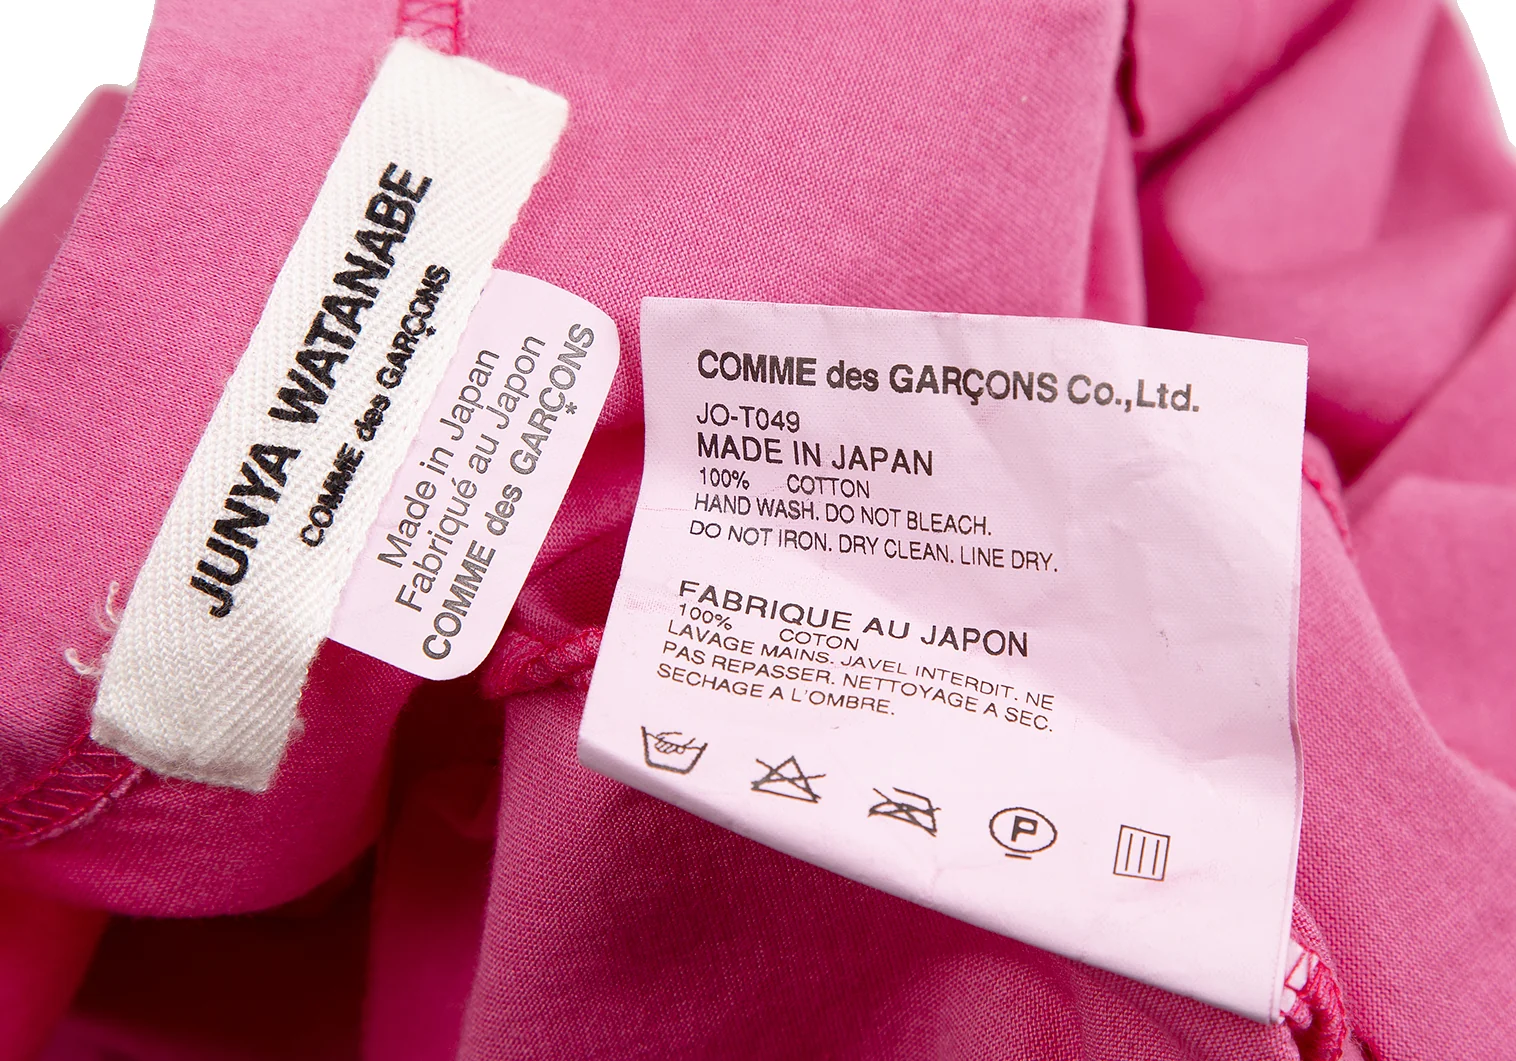 JUNYA WATANABE
COMME des GARÇONS
Made in Japan
Fabriqué au Japon
COMME des GARÇONS
*
COMME des GARÇONS Co.,Ltd.
JO-T049
MADE IN JAPAN
100% COTTON
HAND WASH. DO NOT BLEACH.
DO NOT IRON. DRY CLEAN. LINE DRY.
FABRIQUE AU JAPON
100% COTON
LAVAGE MAINS. JAVEL INTERDIT. NE
PAS REPASSER. NETTOYAGE A SEC.
SECHAGE A L'OMBRE.
P